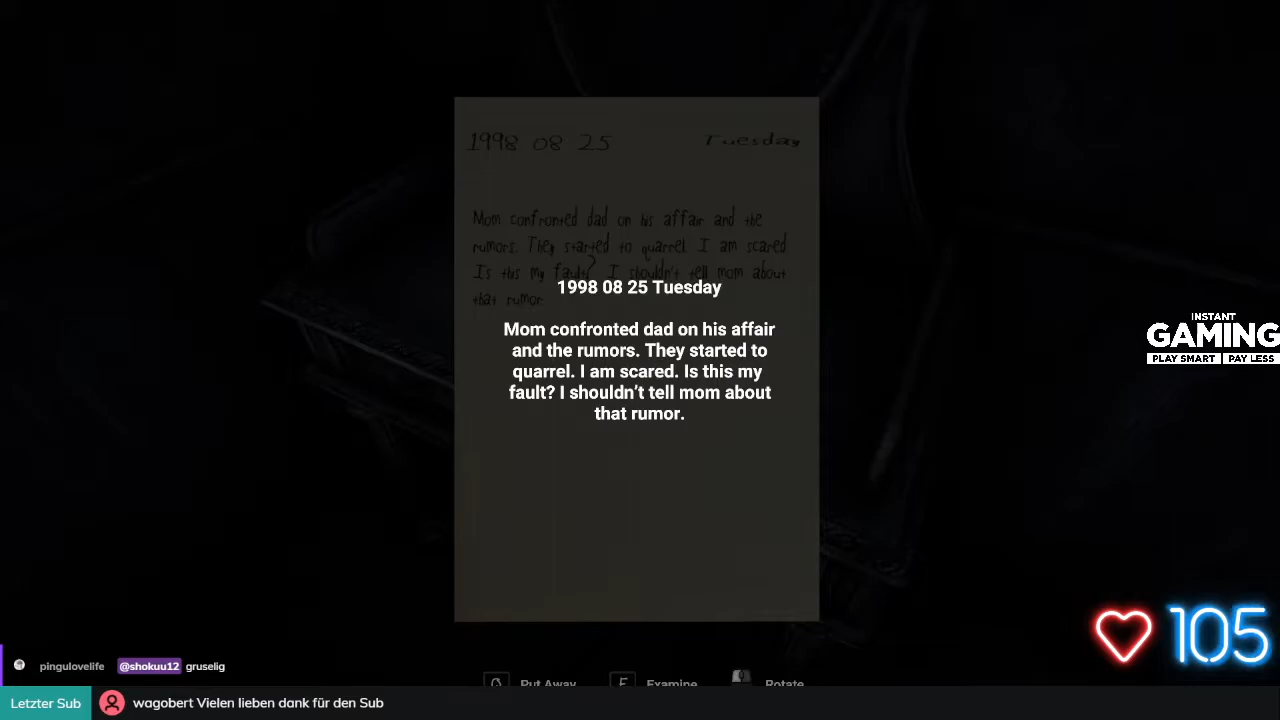 1998 08 25 Tuesday
Mom confronted dad on his affair and the
rumors. They started to quarrel. I am scared.
Is this my fault? I shouldn't tell mom about
that rumor.
1998 08 25 Tuesday
Mom confronted dad on his affair
and the rumors. They started to
quarrel. I am scared. Is this my
fault? I shouldn't tell mom about
that rumor.
INSTANT
GAMING
PLAY SMART | PAY LESS
105
pingulovelife @shokuu12 gruselig
Put Away Examine Rotate
Letzter Sub wagobert Vielen lieben dank für den Sub